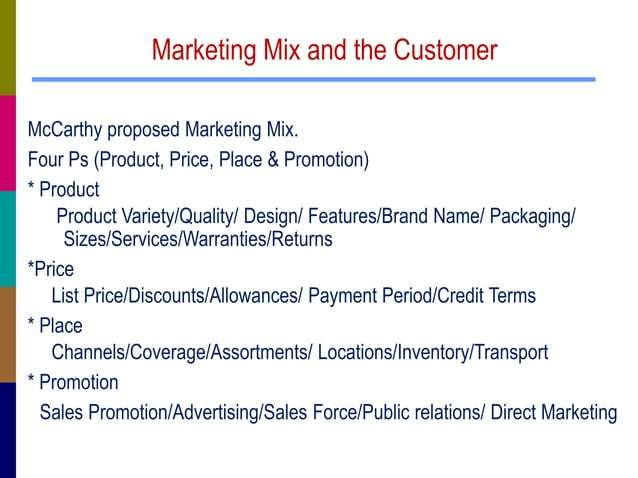 Marketing Mix and the Customer
McCarthy proposed Marketing Mix.
Four Ps (Product, Price, Place & Promotion)
* Product
Product Variety/Quality/ Design/ Features/Brand Name/ Packaging/
Sizes/Services/Warranties/Returns
*Price
List Price/Discounts/Allowances/ Payment Period/Credit Terms
* Place
Channels/Coverage/Assortments/ Locations/Inventory/Transport
* Promotion
Sales Promotion/Advertising/Sales Force/Public relations/ Direct Marketing